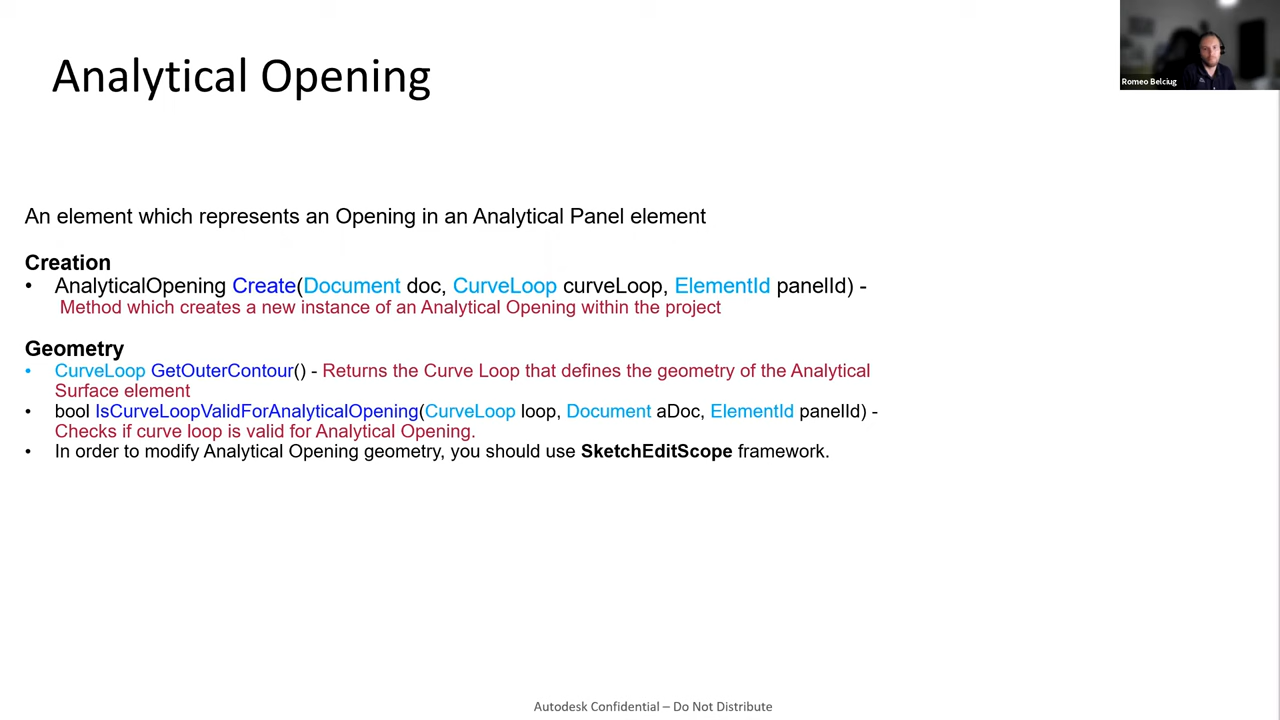 Analytical Opening
Romeo Belciug
An element which represents an Opening in an Analytical Panel element
Creation
• AnalyticalOpening Create(Document doc, CurveLoop curveLoop, ElementId panelId) -
Method which creates a new instance of an Analytical Opening within the project
Geometry
• CurveLoop GetOuterContour() - Returns the Curve Loop that defines the geometry of the Analytical
Surface element
• bool IsCurveLoopValidForAnalyticalOpening(CurveLoop loop, Document aDoc, ElementId panelId) -
Checks if curve loop is valid for Analytical Opening.
• In order to modify Analytical Opening geometry, you should use SketchEditScope framework.
Autodesk Confidential – Do Not Distribute